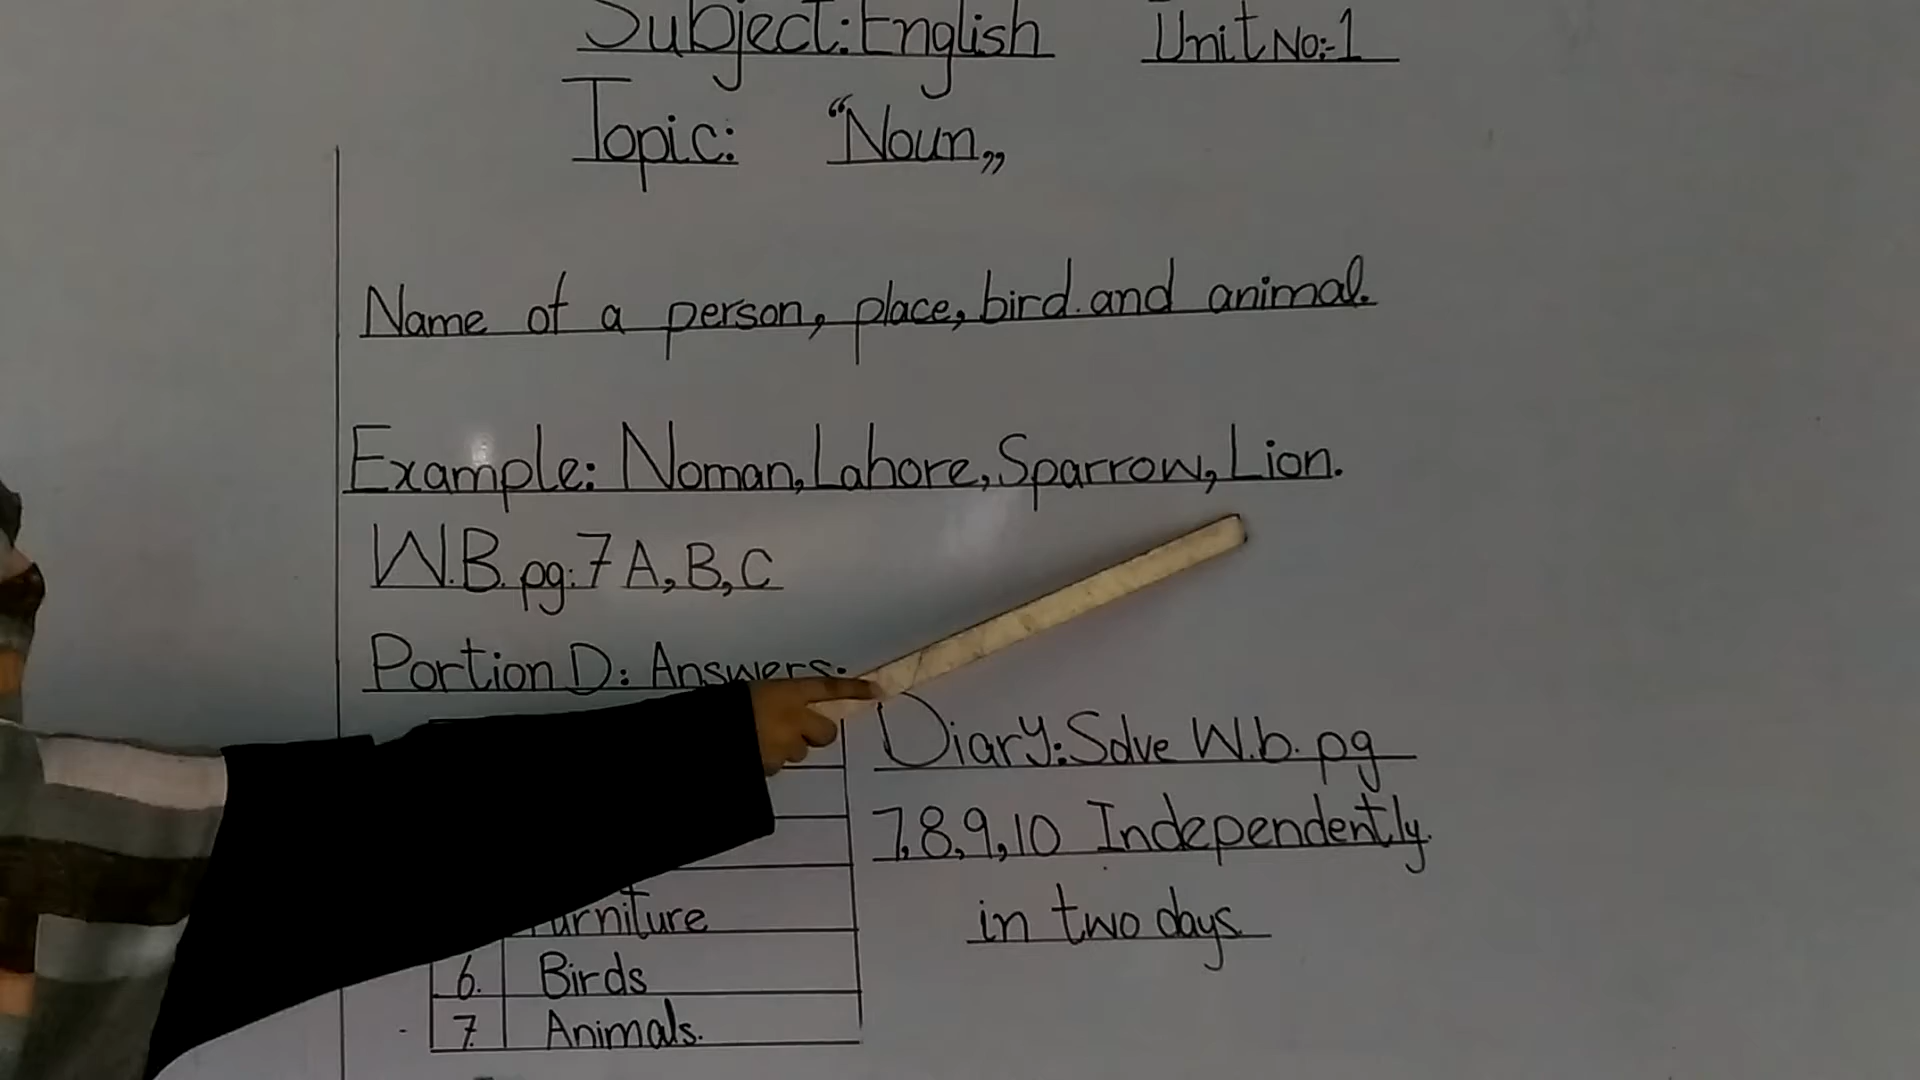 Subject: English Unit No:-1
Topic: “Noun„
Name of a person, place, bird. and animal.
Example: Noman, Lahore, Sparrow, Lion.
W.B. pg: 7 A, B, C
Portion D: Answers:
Diary: Solve W.b. pg
7,8,9,10 Independently.
in two days
Furniture
6. Birds
7. Animals.